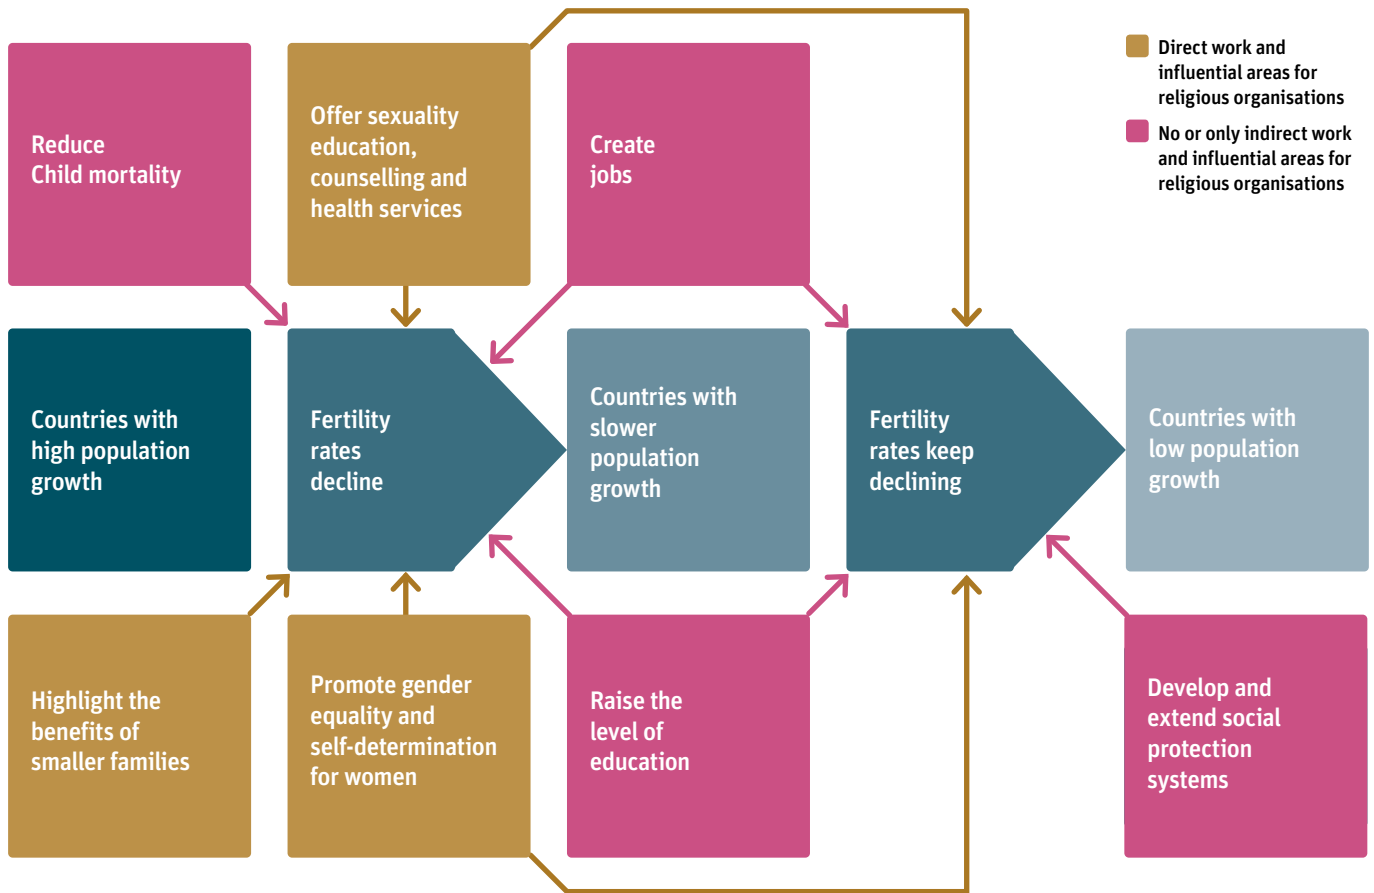 Reduce
Child mortality
Offer sexuality
education,
counselling and
health services
Create
jobs
Direct work and
influential areas for
religious organisations
No or only indirect work
and influential areas for
religious organisations
Countries with
high population
growth
Fertility
rates
decline
Countries with
slower
population
growth
Fertility
rates keep
declining
Countries with
low population
growth
Highlight the
benefits of
smaller families
Promote gender
equality and
self-determination
for women
Raise the
level of
education
Develop and
extend social
protection
systems